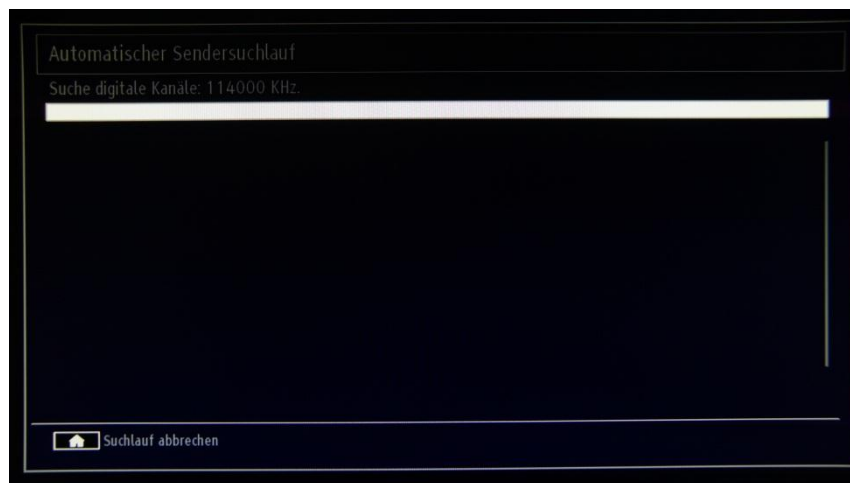 Automatischer Sendersuchlauf
Suche digitale Kanäle: 114000 KHz.
Suchlauf abbrechen